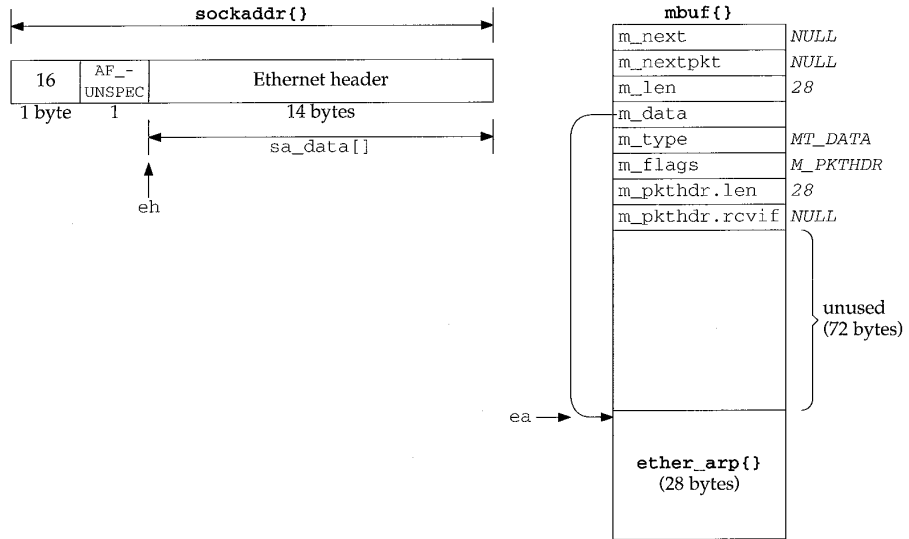 sockaddr{}
16
AF_-
UNSPEC
Ethernet header
1 byte
1
14 bytes
sa_data[]
eh
mbuf{}
m_next NULL
m_nextpkt NULL
m_len 28
m_data
m_type MT_DATA
m_flags M_PKTHDR
m_pkthdr.len 28
m_pkthdr.rcvif NULL
unused
(72 bytes)
ea
ether_arp{}
(28 bytes)